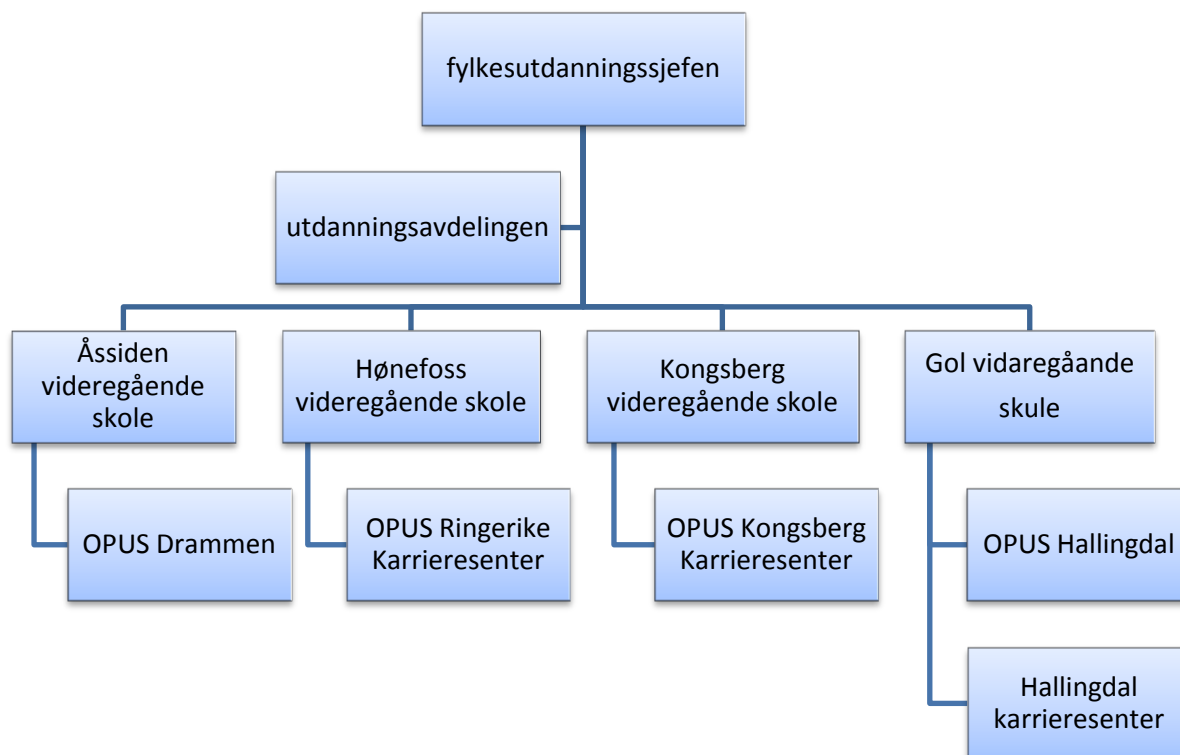 fylkesutdanningssjefen
utdanningsavdelingen
Åssiden
videregående
skole
Hønefoss
videregående skole
Kongsberg
videregående skole
Gol vidaregåande
skule
OPUS Drammen
OPUS Ringerike
Karrieresenter
OPUS Kongsberg
Karrieresenter
OPUS Hallingdal
Hallingdal
karrieresenter